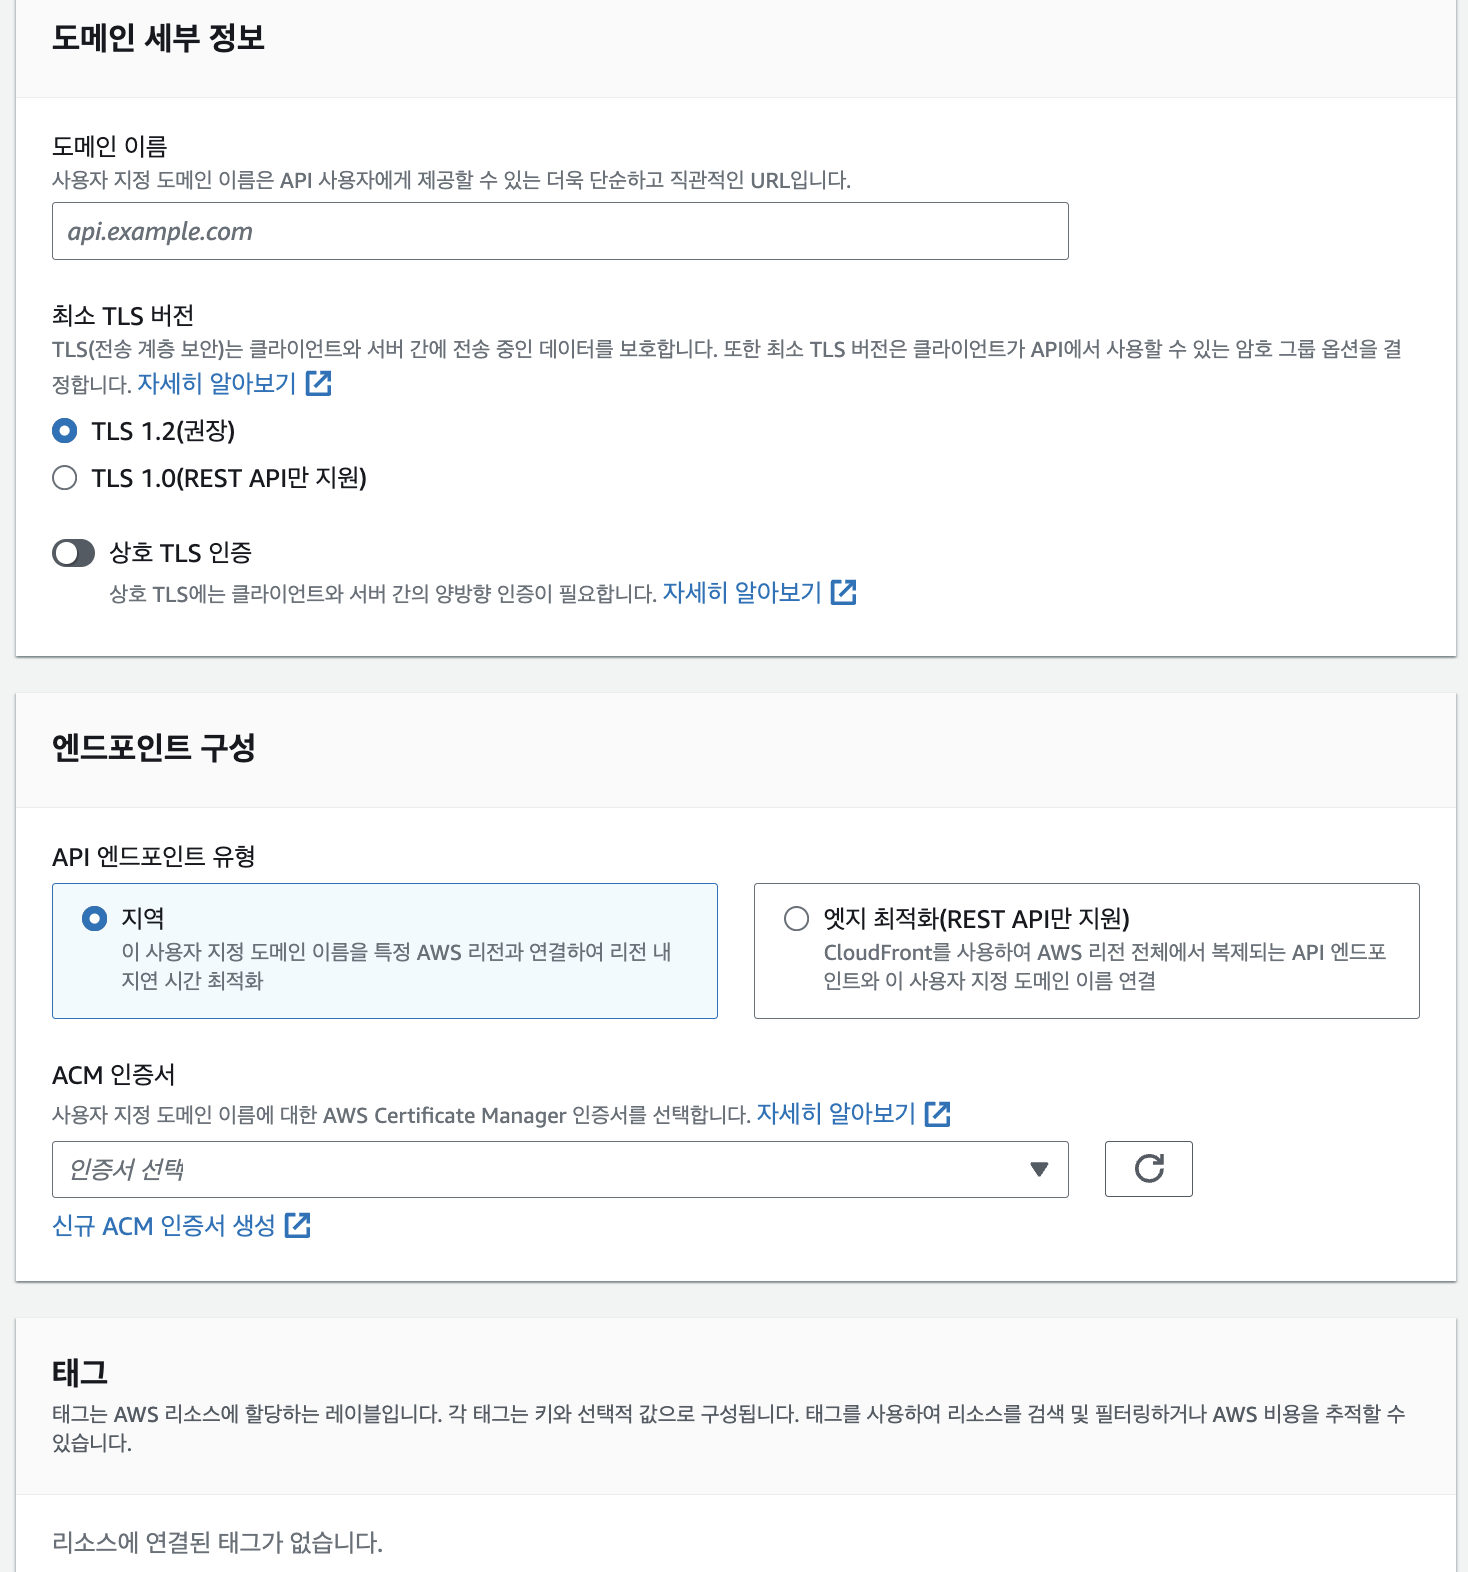 도메인 세부 정보
도메인 이름
사용자 지정 도메인 이름은 API 사용자에게 제공할 수 있는 더욱 단순하고 직관적인 URL입니다.
api.example.com
최소 TLS 버전
TLS(전송 계층 보안)는 클라이언트와 서버 간에 전송 중인 데이터를 보호합니다. 또한 최소 TLS 버전은 클라이언트가 API에서 사용할 수 있는 암호 그룹 옵션을 결
정합니다. 자세히 알아보기
TLS 1.2(권장)
TLS 1.0(REST API만 지원)
상호 TLS 인증
상호 TLS에는 클라이언트와 서버 간의 양방향 인증이 필요합니다. 자세히 알아보기
엔드포인트 구성
API 엔드포인트 유형
지역
이 사용자 지정 도메인 이름을 특정 AWS 리전과 연결하여 리전 내
지연 시간 최적화
엣지 최적화(REST API만 지원)
CloudFront를 사용하여 AWS 리전 전체에서 복제되는 API 엔드포
인트와 이 사용자 지정 도메인 이름 연결
ACM 인증서
사용자 지정 도메인 이름에 대한 AWS Certificate Manager 인증서를 선택합니다. 자세히 알아보기
인증서 선택
신규 ACM 인증서 생성
태그
태그는 AWS 리소스에 할당하는 레이블입니다. 각 태그는 키와 선택적 값으로 구성됩니다. 태그를 사용하여 리소스를 검색 및 필터링하거나 AWS 비용을 추적할 수
있습니다.
리소스에 연결된 태그가 없습니다.